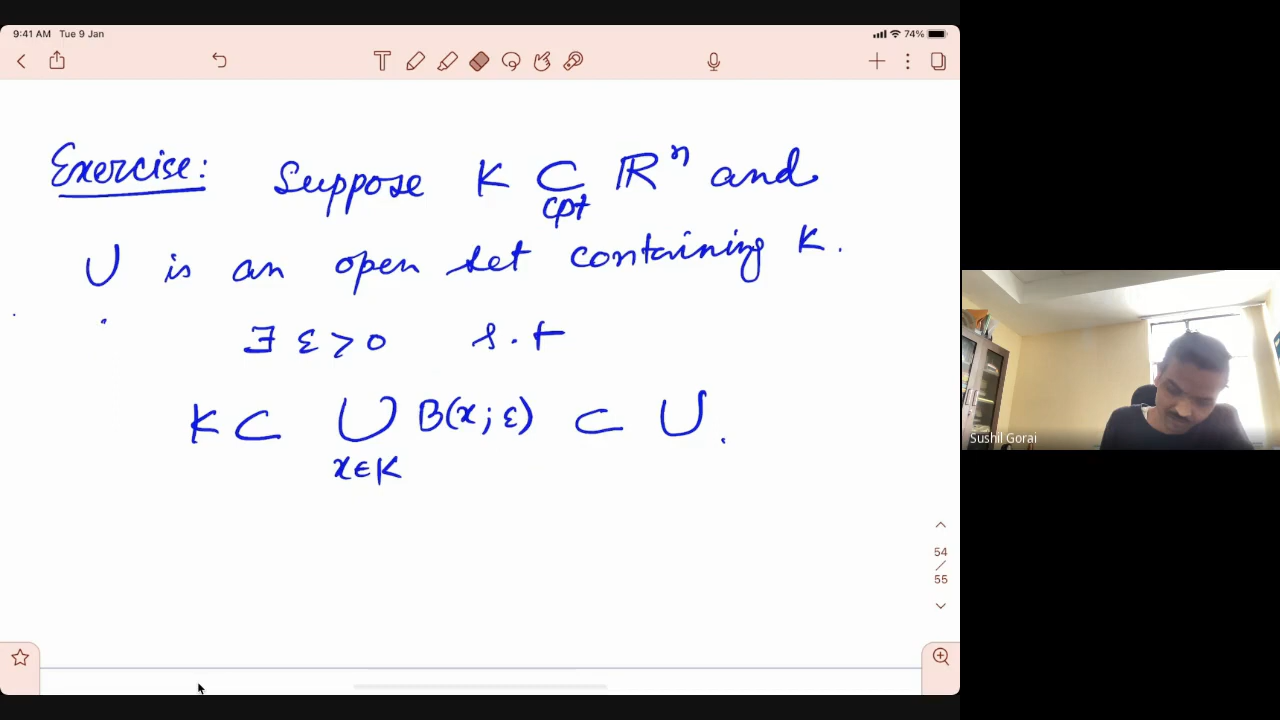 9:41 AM Tue 9 Jan
74%
Exercise: Suppose K ⊂ ℝⁿ and
cpt
U is an open set containing K.
∃ ε > 0 s.t
K ⊂ ⋃ B(x; ε) ⊂ U.
x∈K
Sushil Gorai
54
/
55